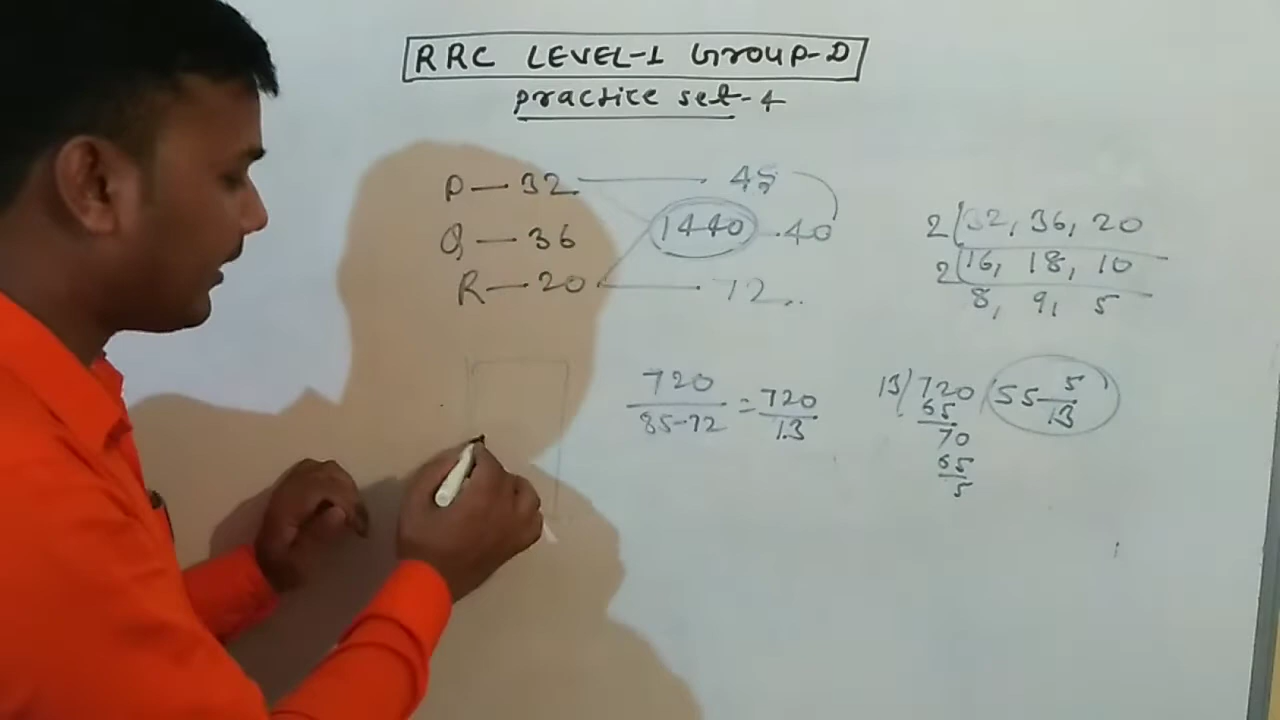 RRC LEVEL-1 GROUP-D
practice set-4
P — 32 — 45
Q — 36 1440 .40
R — 20 — 72..
2 (32, 36, 20
2 (16, 18, 10
8, 9, 5
720 / 85-72 = 720 / 13
13) 720 (55 5/13
65
70
65
5